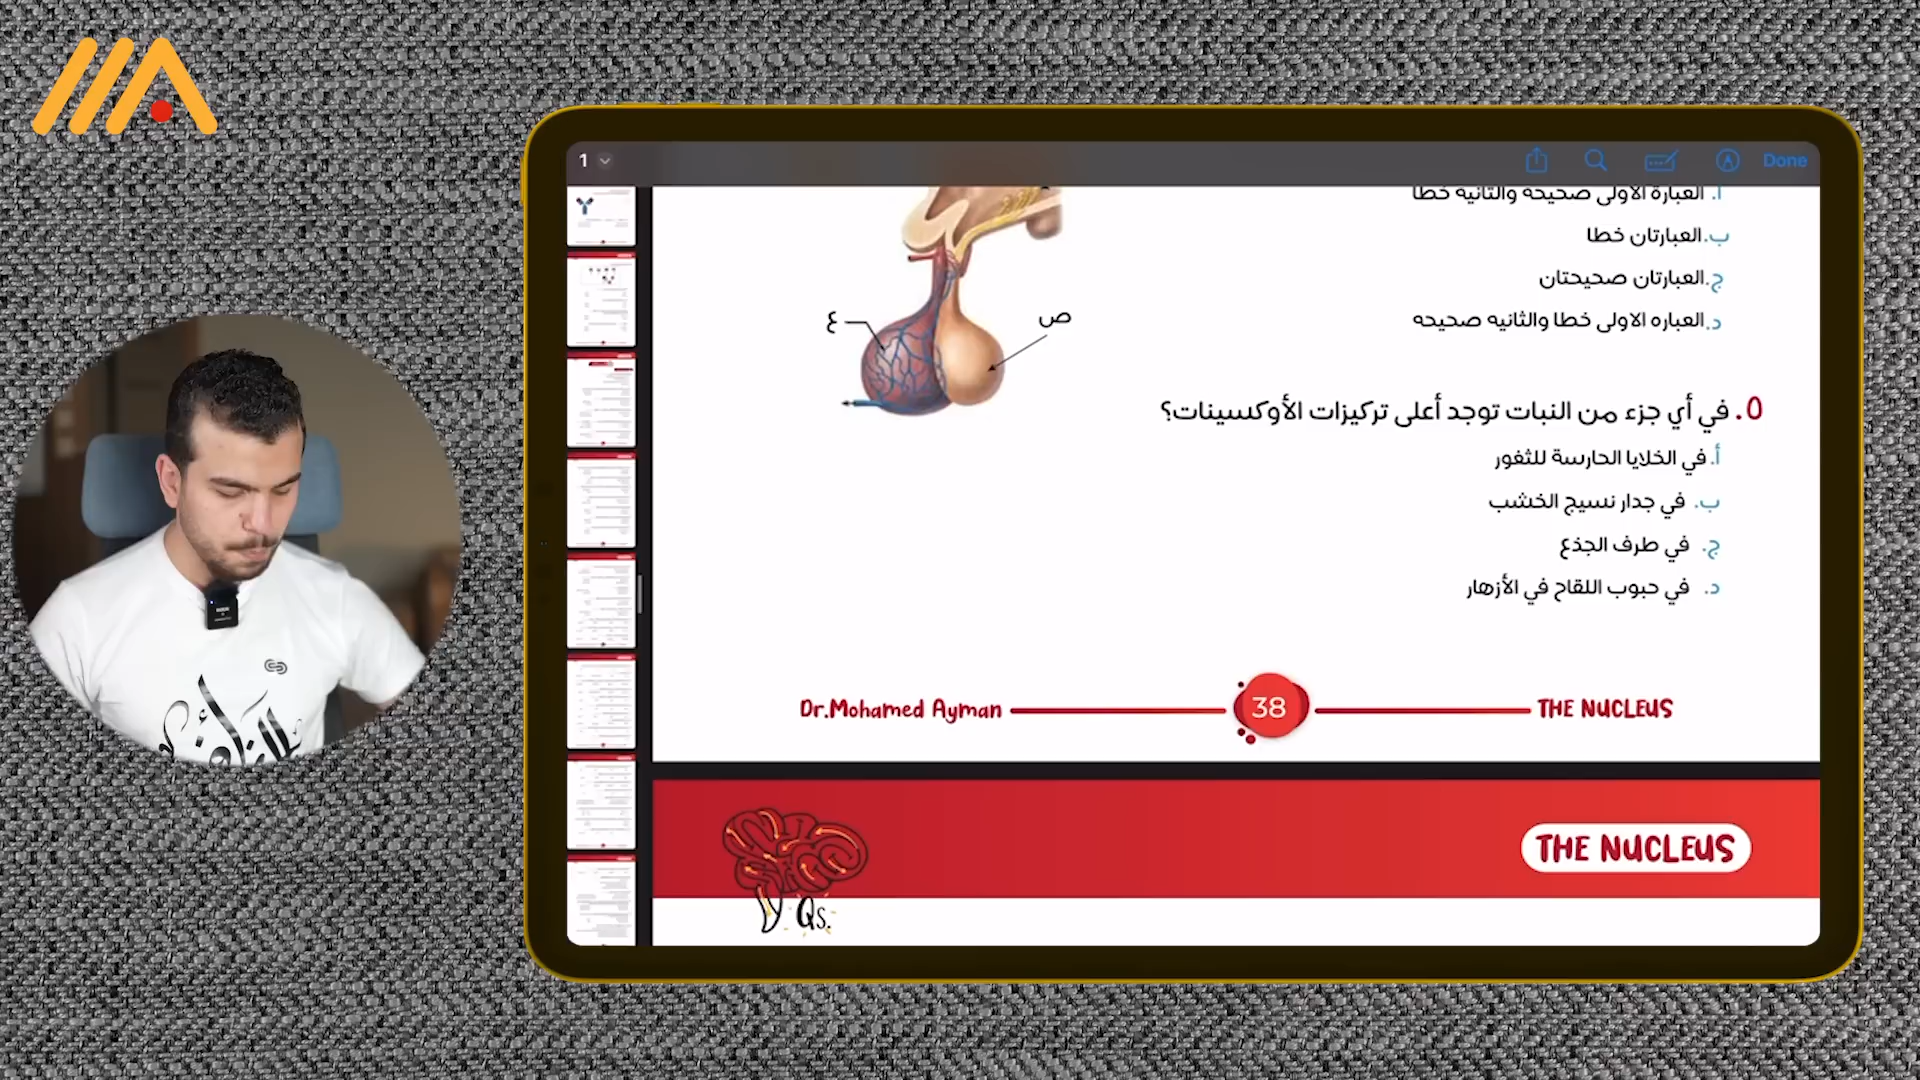 1
Done
أ. العبارة الاولى صحيحه والثانيه خطا
ب. العبارتان خطا
ج. العبارتان صحيحتان
د. العباره الاولى خطا والثانيه صحيحه
ع
ص
٥. في أي جزء من النبات توجد أعلى تركيزات الأوكسينات؟
أ. في الخلايا الحارسة للثغور
ب. في جدار نسيج الخشب
ج. في طرف الجذع
د. في حبوب اللقاح في الأزهار
Dr.Mohamed Ayman 38 THE NUCLEUS
THE NUCLEUS
Qs.